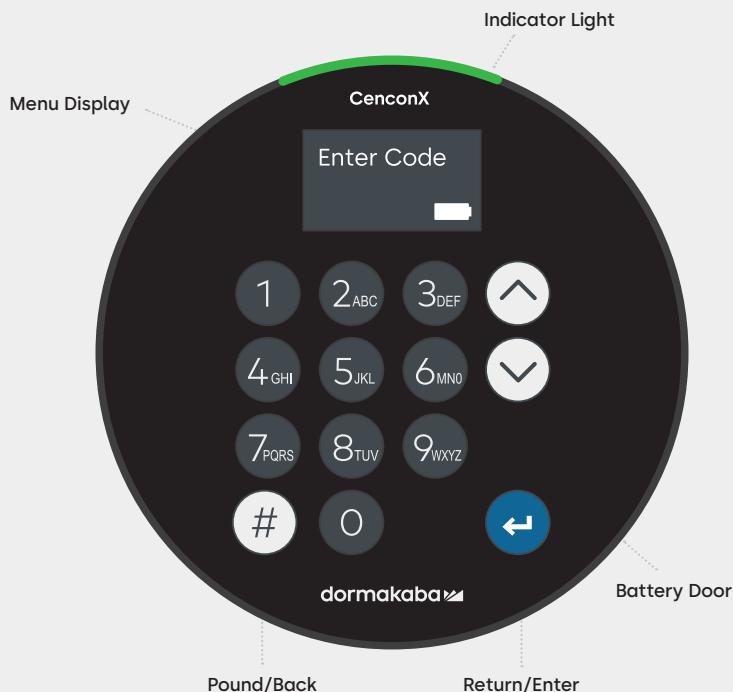 Indicator Light
Menu Display
CenconX
Enter Code
1 2ABC 3DEF
4GHI 5JKL 6MN0
7PQRS 8TUV 9WXYZ
# 0
dormakaba
Battery Door
Pound/Back Return/Enter